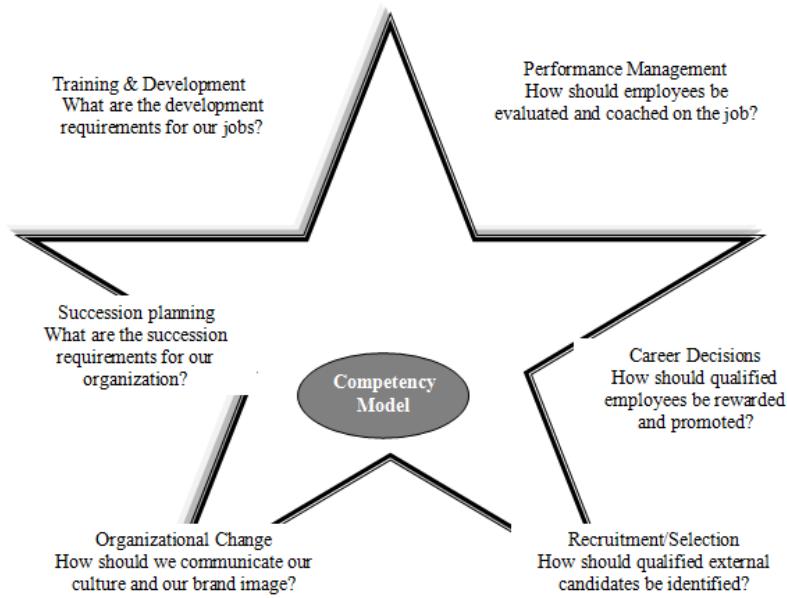 Training & Development
What are the development
requirements for our jobs?
Performance Management
How should employees be
evaluated and coached on the job?
Succession planning
What are the succession
requirements for our
organization?
Competency
Model
Career Decisions
How should qualified
employees be rewarded
and promoted?
Organizational Change
How should we communicate our
culture and our brand image?
Recruitment/Selection
How should qualified external
candidates be identified?